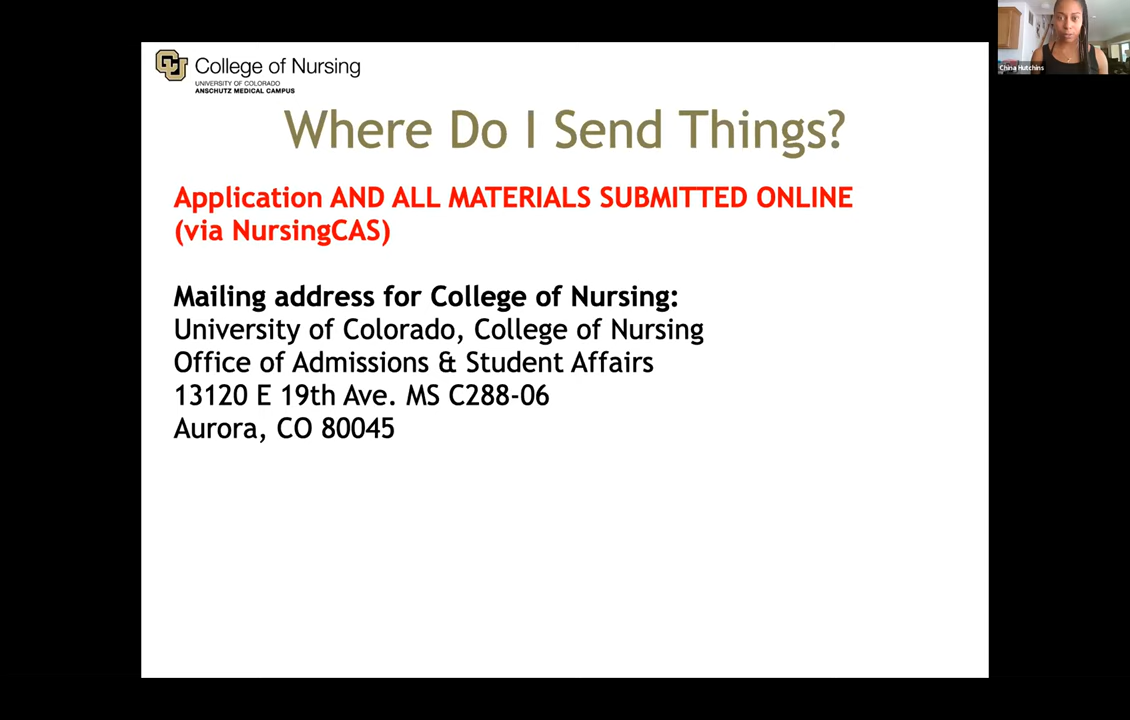 College of Nursing
UNIVERSITY OF COLORADO
ANSCHUTZ MEDICAL CAMPUS
China Hutchins
Where Do I Send Things?
Application AND ALL MATERIALS SUBMITTED ONLINE
(via NursingCAS)
Mailing address for College of Nursing:
University of Colorado, College of Nursing
Office of Admissions & Student Affairs
13120 E 19th Ave. MS C288-06
Aurora, CO 80045